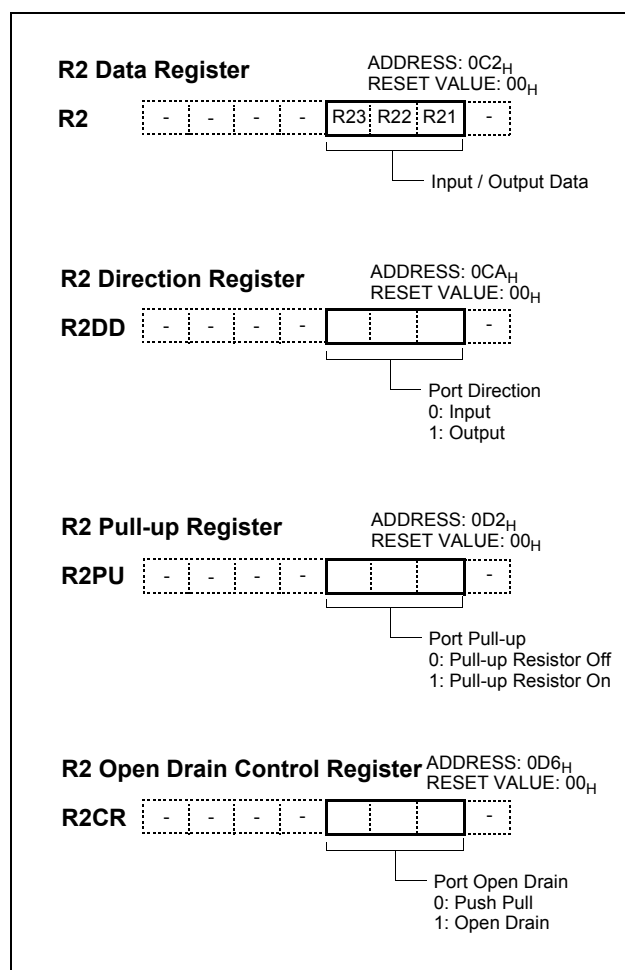 R2 Data Register
ADDRESS: 0C2H
RESET VALUE: 00H
R2 - - - - R23 R22 R21 -
Input / Output Data
R2 Direction Register
ADDRESS: 0CAH
RESET VALUE: 00H
R2DD - - - - -
Port Direction
0: Input
1: Output
R2 Pull-up Register
ADDRESS: 0D2H
RESET VALUE: 00H
R2PU - - - - -
Port Pull-up
0: Pull-up Resistor Off
1: Pull-up Resistor On
R2 Open Drain Control Register
ADDRESS: 0D6H
RESET VALUE: 00H
R2CR - - - - -
Port Open Drain
0: Push Pull
1: Open Drain